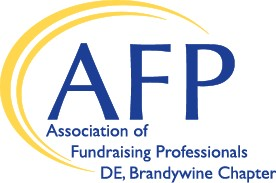 AFP
Association of
Fundraising Professionals
DE, Brandywine Chapter